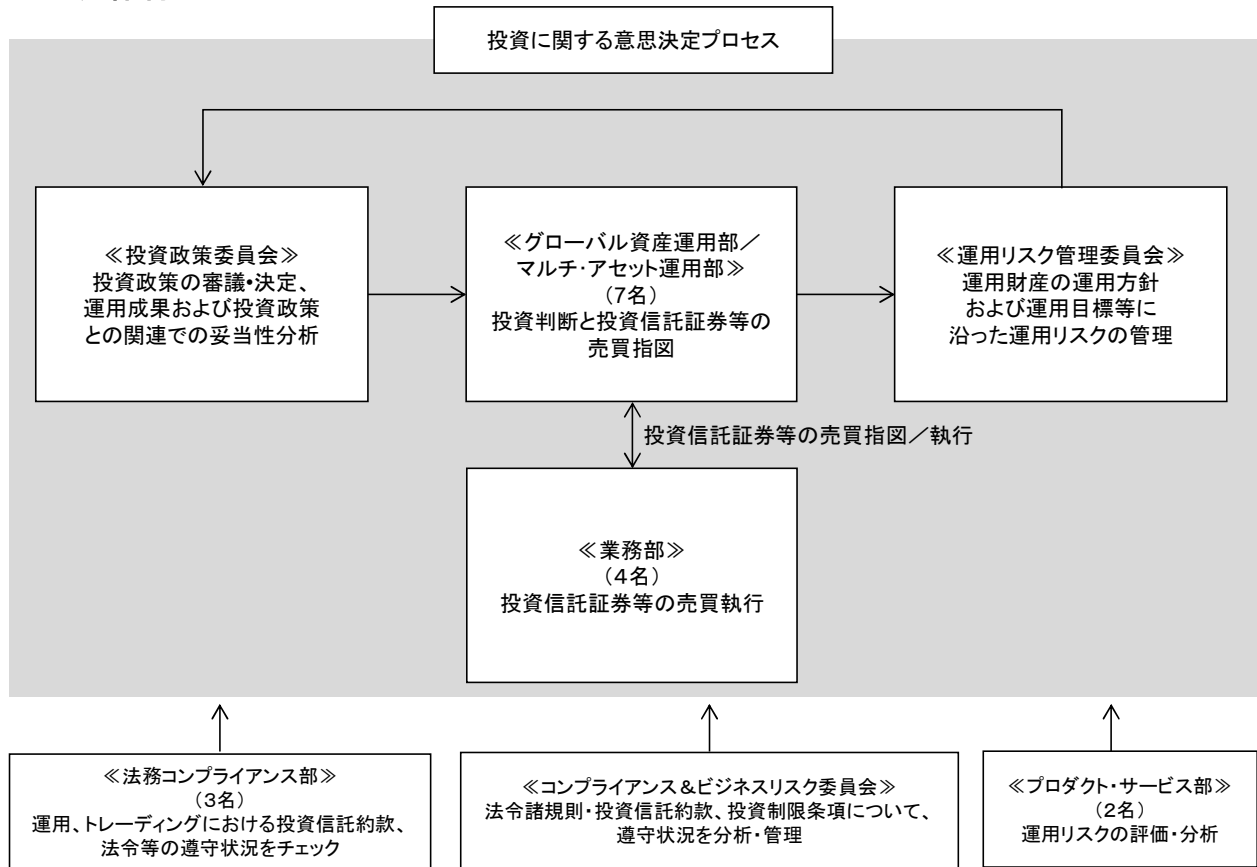 投資に関する意思決定プロセス
≪投資政策委員会≫
投資政策の審議・決定、
運用成果および投資政策
との関連での妥当性分析
≪グローバル資産運用部／
マルチ・アセット運用部≫
（7名）
投資判断と投資信託証券等の
売買指図
≪運用リスク管理委員会≫
運用財産の運用方針
および運用目標等に
沿った運用リスクの管理
投資信託証券等の売買指図／執行
≪業務部≫
（4名）
投資信託証券等の売買執行
≪法務コンプライアンス部≫
（3名）
運用、トレーディングにおける投資信託約款、
法令等の遵守状況をチェック
≪コンプライアンス＆ビジネスリスク委員会≫
法令諸規則・投資信託約款、投資制限条項について、
遵守状況を分析・管理
≪プロダクト・サービス部≫
（2名）
運用リスクの評価・分析